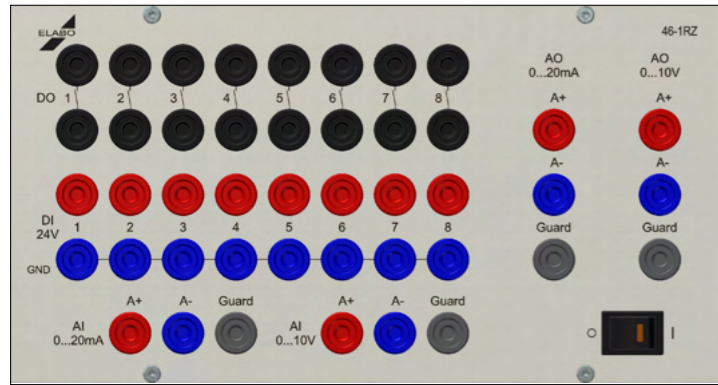 ELABO
46-1RZ
AO
0...20mA
AO
0...10V
DO 1 2 3 4 5 6 7 8
A+ A+
A- A-
DI
24V
1 2 3 4 5 6 7 8
Guard Guard
GND
A+ A- Guard A+ A- Guard
AI
0...20mA
AI
0...10V
O I